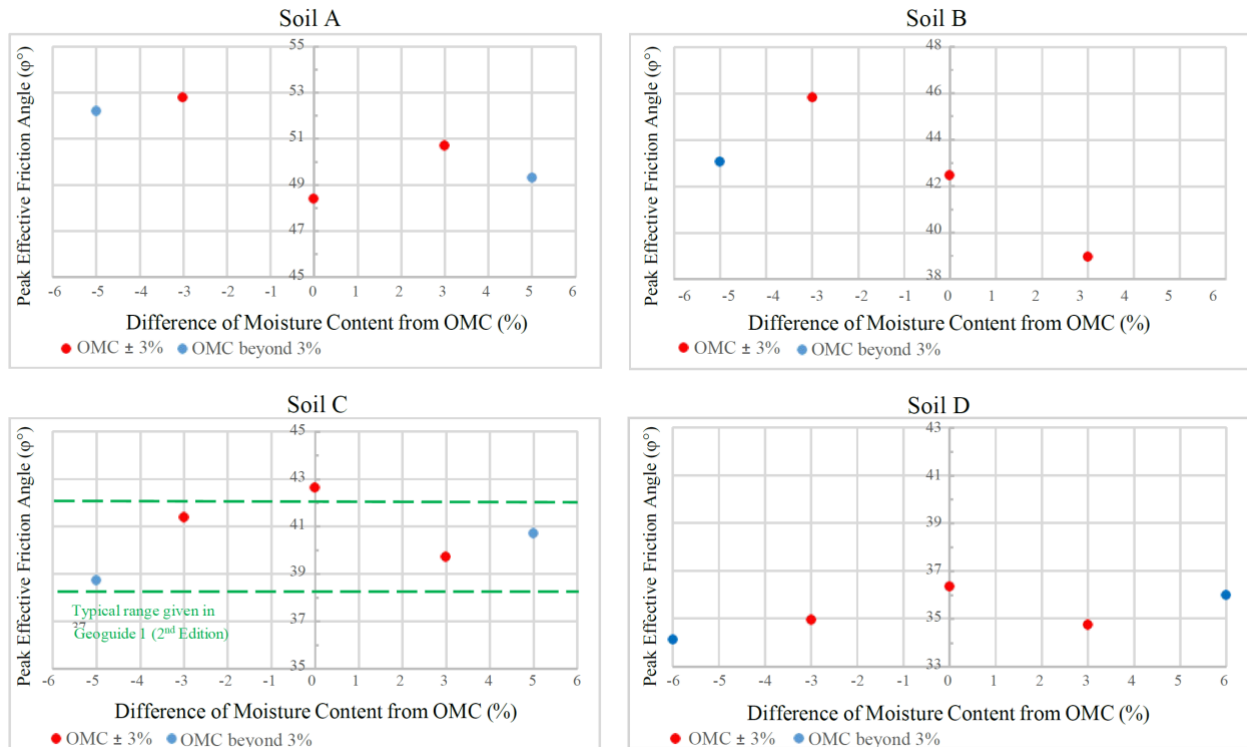 Soil A
Peak Effective Friction Angle (φ°)
55
53
51
49
47
45
-6 -5 -4 -3 -2 -1 0 1 2 3 4 5 6
Difference of Moisture Content from OMC (%)
OMC ± 3% OMC beyond 3%
Soil B
Peak Effective Friction Angle (φ°)
48
46
44
42
40
38
-6 -5 -4 -3 -2 -1 0 1 2 3 4 5 6
Difference of Moisture Content from OMC (%)
OMC ± 3% OMC beyond 3%
Soil C
Peak Effective Friction Angle (φ°)
45
43
41
39
37
35
Typical range given in
Geoguide 1 (2nd Edition)
-6 -5 -4 -3 -2 -1 0 1 2 3 4 5 6
Difference of Moisture Content from OMC (%)
OMC ± 3% OMC beyond 3%
Soil D
Peak Effective Friction Angle (φ°)
43
41
39
37
35
33
-6 -5 -4 -3 -2 -1 0 1 2 3 4 5 6
Difference of Moisture Content from OMC (%)
OMC ± 3% OMC beyond 3%